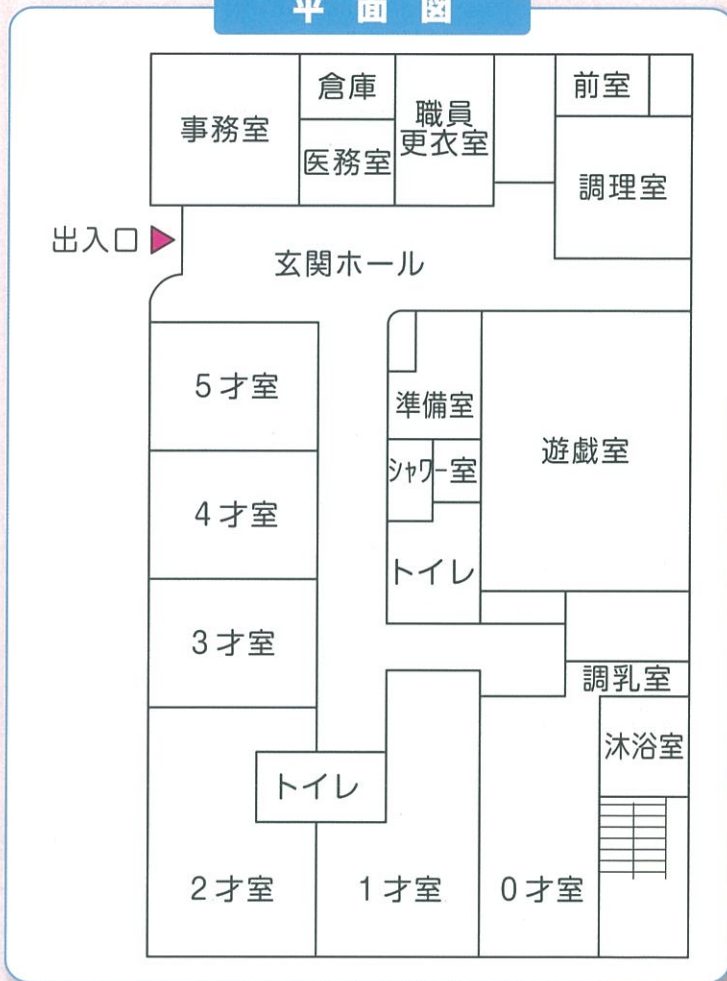 平面図
事務室
倉庫
医務室
職員
更衣室
前室
調理室
出入口
玄関ホール
5才室
準備室
遊戯室
シャワー室
4才室
トイレ
3才室
調乳室
沐浴室
トイレ
2才室
1才室
0才室